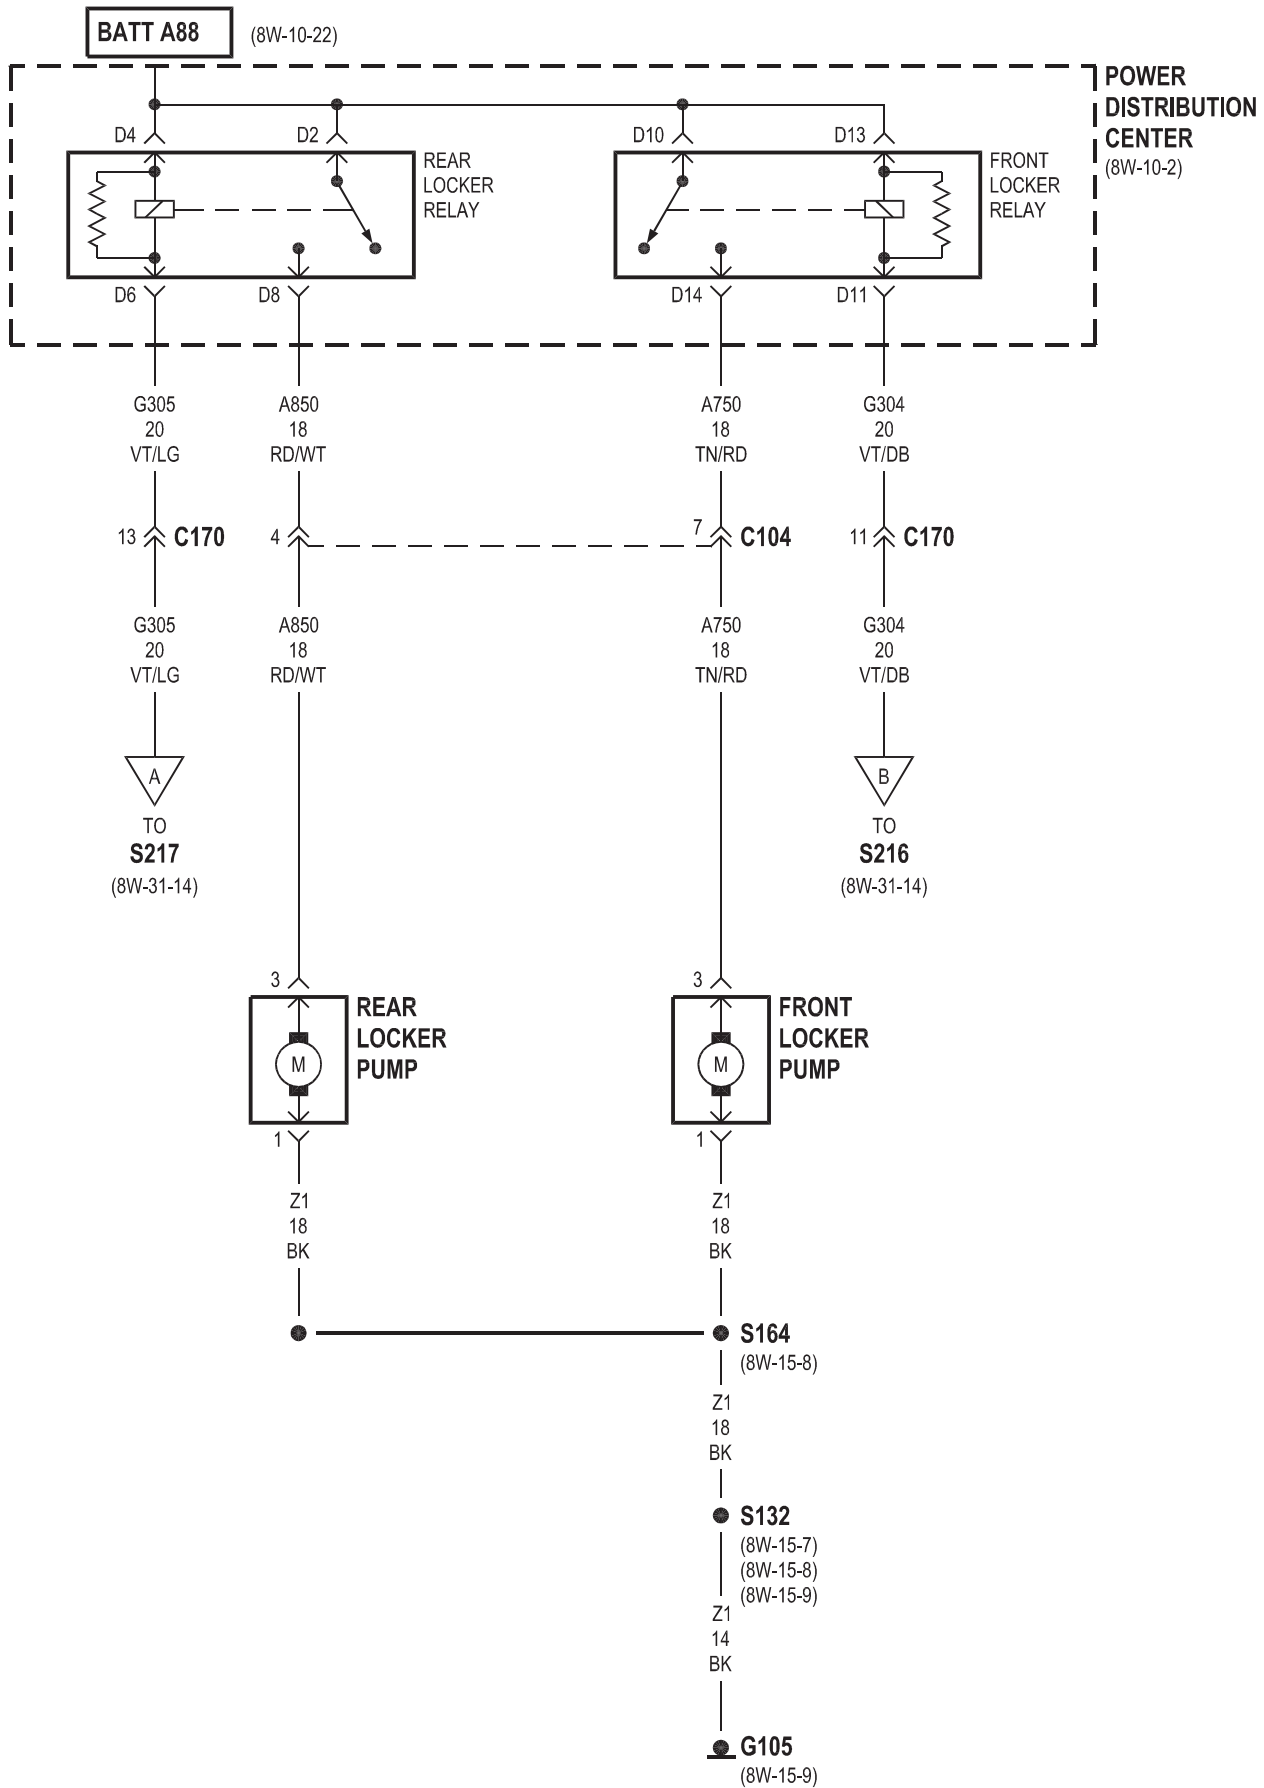 BATT A88 (8W-10-22)
POWER
DISTRIBUTION
CENTER
(8W-10-2)
D4 D2 D10 D13
REAR
LOCKER
RELAY
FRONT
LOCKER
RELAY
D6 D8 D14 D11
G305 A850 A750 G304
20 18 18 20
VT/LG RD/WT TN/RD VT/DB
13 C170 4 7 C104 11 C170
G305 A850 A750 G304
20 18 18 20
VT/LG RD/WT TN/RD VT/DB
A B
TO TO
S217 S216
(8W-31-14) (8W-31-14)
3 3
REAR
LOCKER
PUMP
M
FRONT
LOCKER
PUMP
M
1 1
Z1 Z1
18 18
BK BK
S164
(8W-15-8)
Z1
18
BK
S132
(8W-15-7)
(8W-15-8)
(8W-15-9)
Z1
14
BK
G105
(8W-15-9)